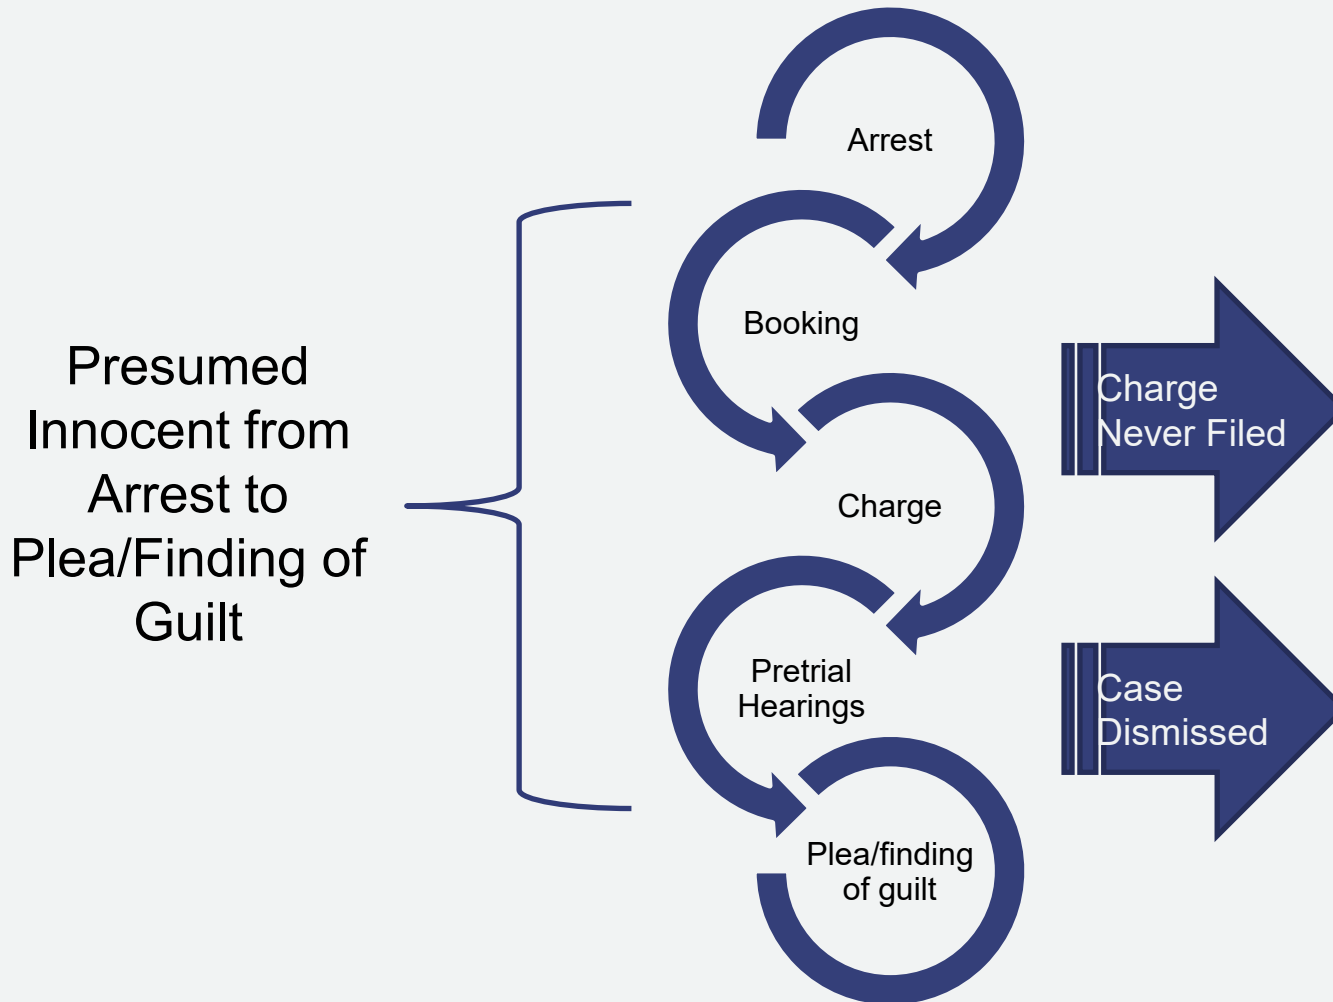 Presumed
Innocent from
Arrest to
Plea/Finding of
Guilt
Arrest
Booking
Charge
Pretrial
Hearings
Plea/finding
of guilt
Charge
Never Filed
Case
Dismissed